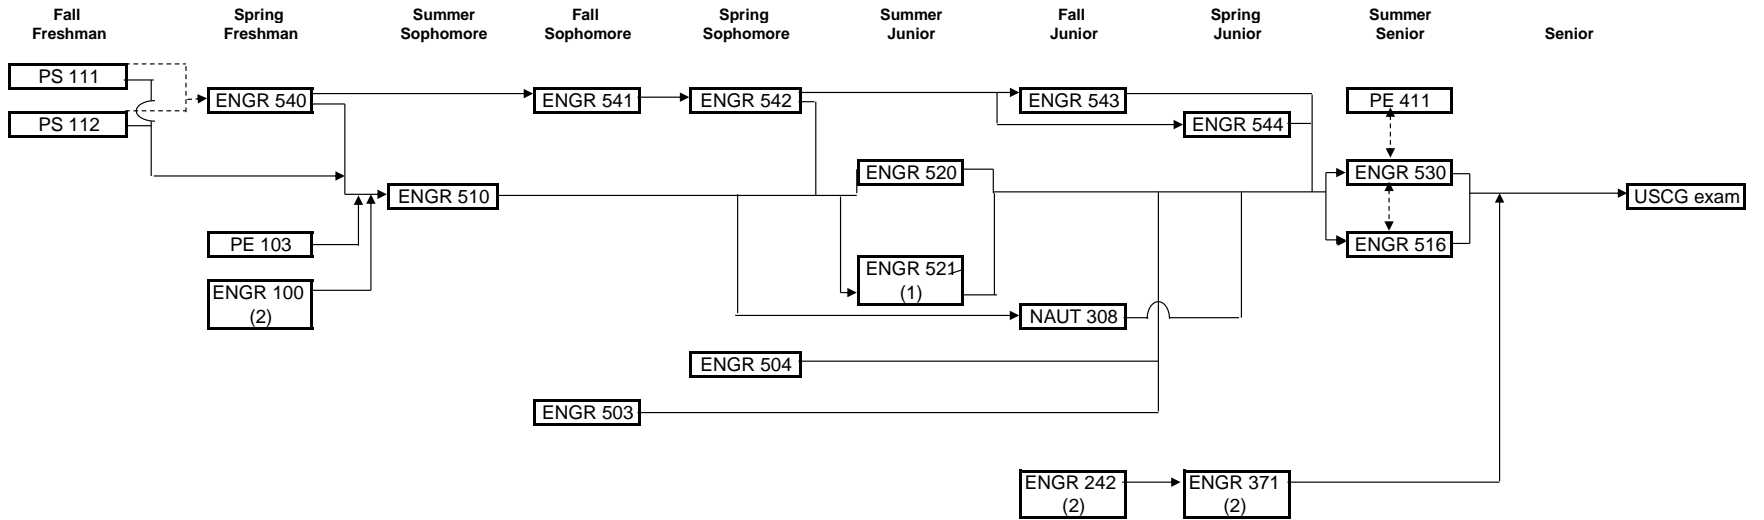 Fall Freshman
Spring Freshman
Summer Sophomore
Fall Sophomore
Spring Sophomore
Summer Junior
Fall Junior
Spring Junior
Summer Senior
Senior
PS 111
PS 112
ENGR 540
ENGR 541
ENGR 542
ENGR 543
PE 411
ENGR 544
ENGR 520
ENGR 530
ENGR 510
USCG exam
PE 103
ENGR 516
ENGR 521
(1)
ENGR 100
(2)
NAUT 308
ENGR 504
ENGR 503
ENGR 242
(2)
ENGR 371
(2)